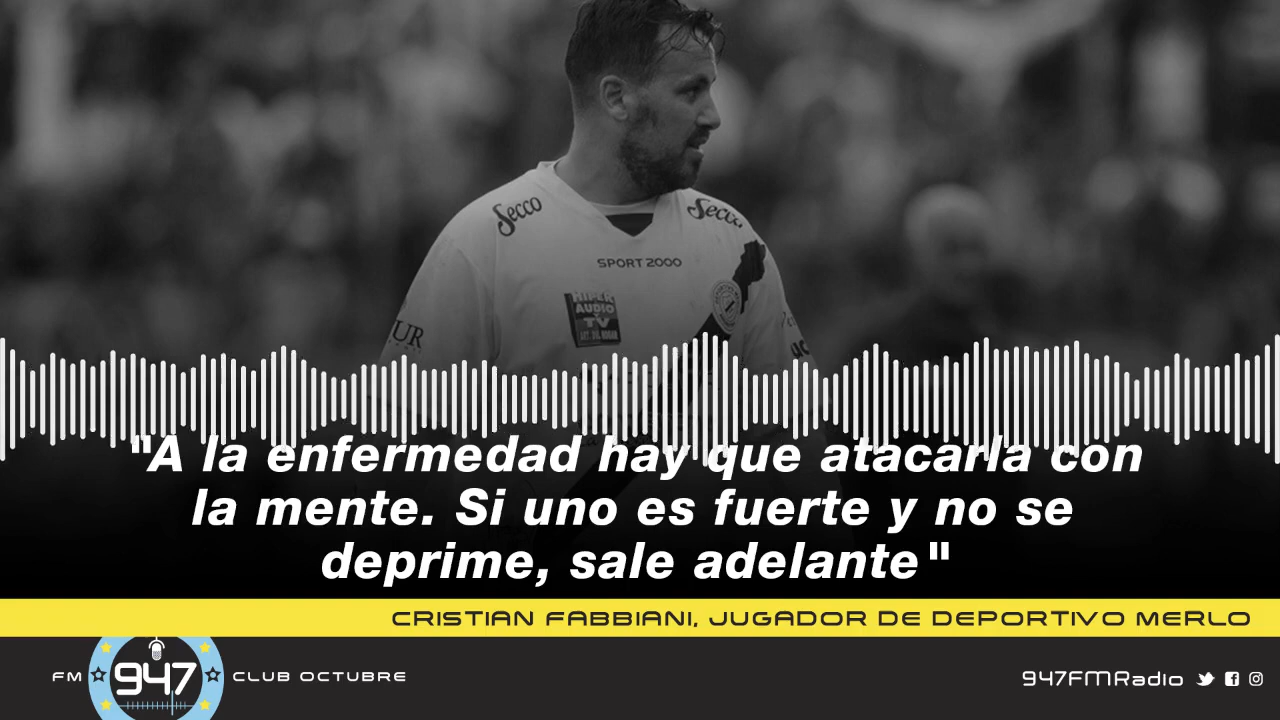 Secco
Secco
SPORT 2000
HIPER
AUDIO
TV
UR
"A la enfermedad hay que atacarla con
la mente. Si uno es fuerte y no se
deprime, sale adelante"
CRISTIAN FABBIANI, JUGADOR DE DEPORTIVO MERLO
FM 947 CLUB OCTUBRE
947FMRadio